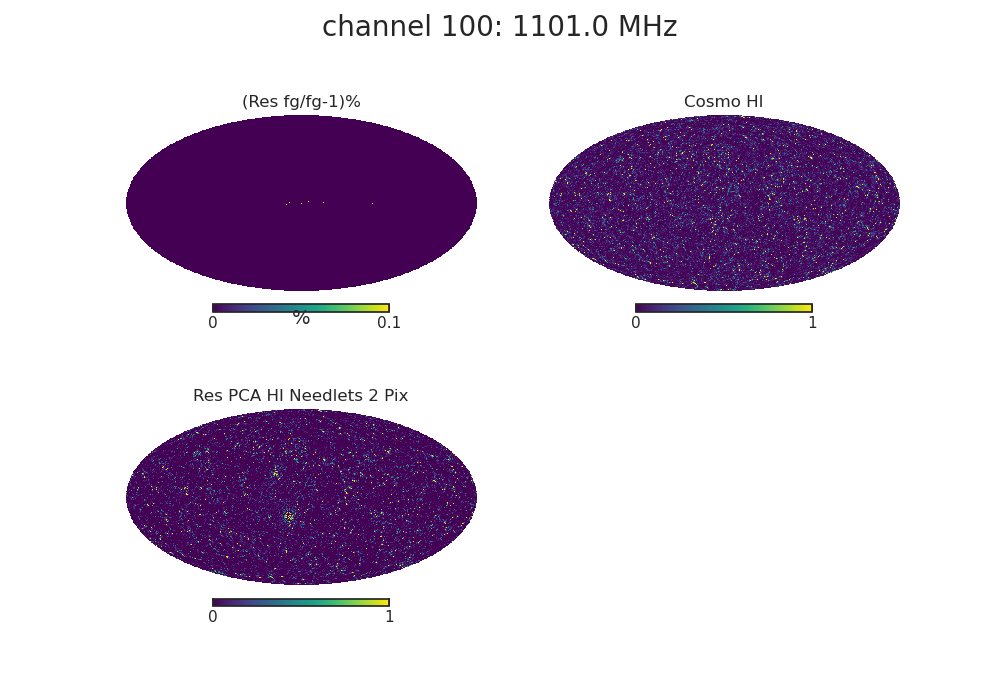 channel 100: 1101.0 MHz
(Res fg/fg-1)%
Cosmo HI
0 % 0.1
0 1
Res PCA HI Needlets 2 Pix
0 1